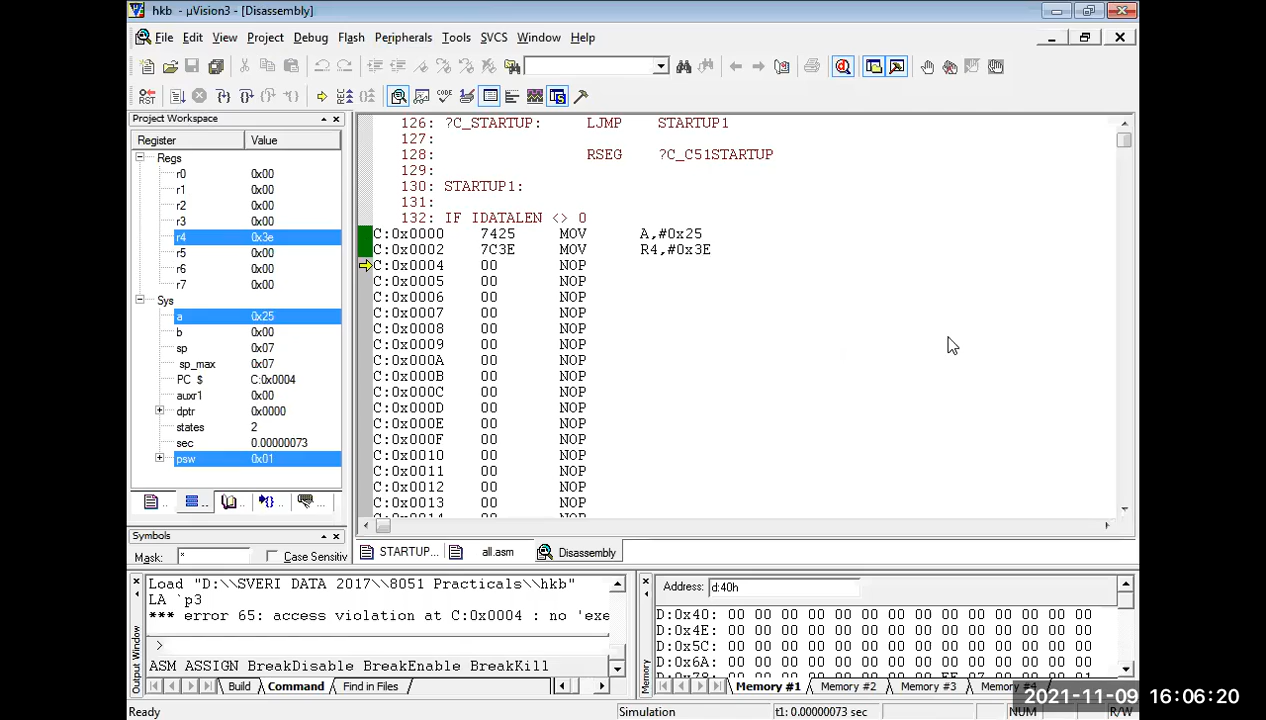 hkb - µVision3 - [Disassembly]
File Edit View Project Debug Flash Peripherals Tools SVCS Window Help
RST
Project Workspace
Register Value
Regs
r0 0x00
r1 0x00
r2 0x00
r3 0x00
r4 0x3e
r5 0x00
r6 0x00
r7 0x00
Sys
a 0x25
b 0x00
sp 0x07
sp_max 0x07
PC $ C:0x0004
auxr1 0x00
dptr 0x0000
states 2
sec 0.00000073
psw 0x01
126: ?C_STARTUP: LJMP STARTUP1
127:
128: RSEG ?C_C51STARTUP
129:
130: STARTUP1:
131:
132: IF IDATALEN <> 0
C:0x0000 7425 MOV A,#0x25
C:0x0002 7C3E MOV R4,#0x3E
C:0x0004 00 NOP
C:0x0005 00 NOP
C:0x0006 00 NOP
C:0x0007 00 NOP
C:0x0008 00 NOP
C:0x0009 00 NOP
C:0x000A 00 NOP
C:0x000B 00 NOP
C:0x000C 00 NOP
C:0x000D 00 NOP
C:0x000E 00 NOP
C:0x000F 00 NOP
C:0x0010 00 NOP
C:0x0011 00 NOP
C:0x0012 00 NOP
C:0x0013 00 NOP
C:0x0014 00 NOP
STARTUP... all.asm Disassembly
Symbols
Mask: * Case Sensitiv
Load "D:\\SVERI DATA 2017\\8051 Practicals\\hkb"
LA `p3
*** error 65: access violation at C:0x0004 : no 'exe
>
ASM ASSIGN BreakDisable BreakEnable BreakKill
Output Window
Build Command Find in Files
Address: d:40h
D:0x40: 00 00 00 00 00 00 00 00 00 00 00 00 00 00
D:0x4E: 00 00 00 00 00 00 00 00 00 00 00 00 00 00
D:0x5C: 00 00 00 00 00 00 00 00 00 00 00 00 00 00
D:0x6A: 00 00 00 00 00 00 00 00 00 00 00 00 00 00
Memory
Memory #1 Memory #2 Memory #3 Memory #4
2021-11-09 16:06:20
Ready Simulation t1: 0.00000073 sec NUM R/W